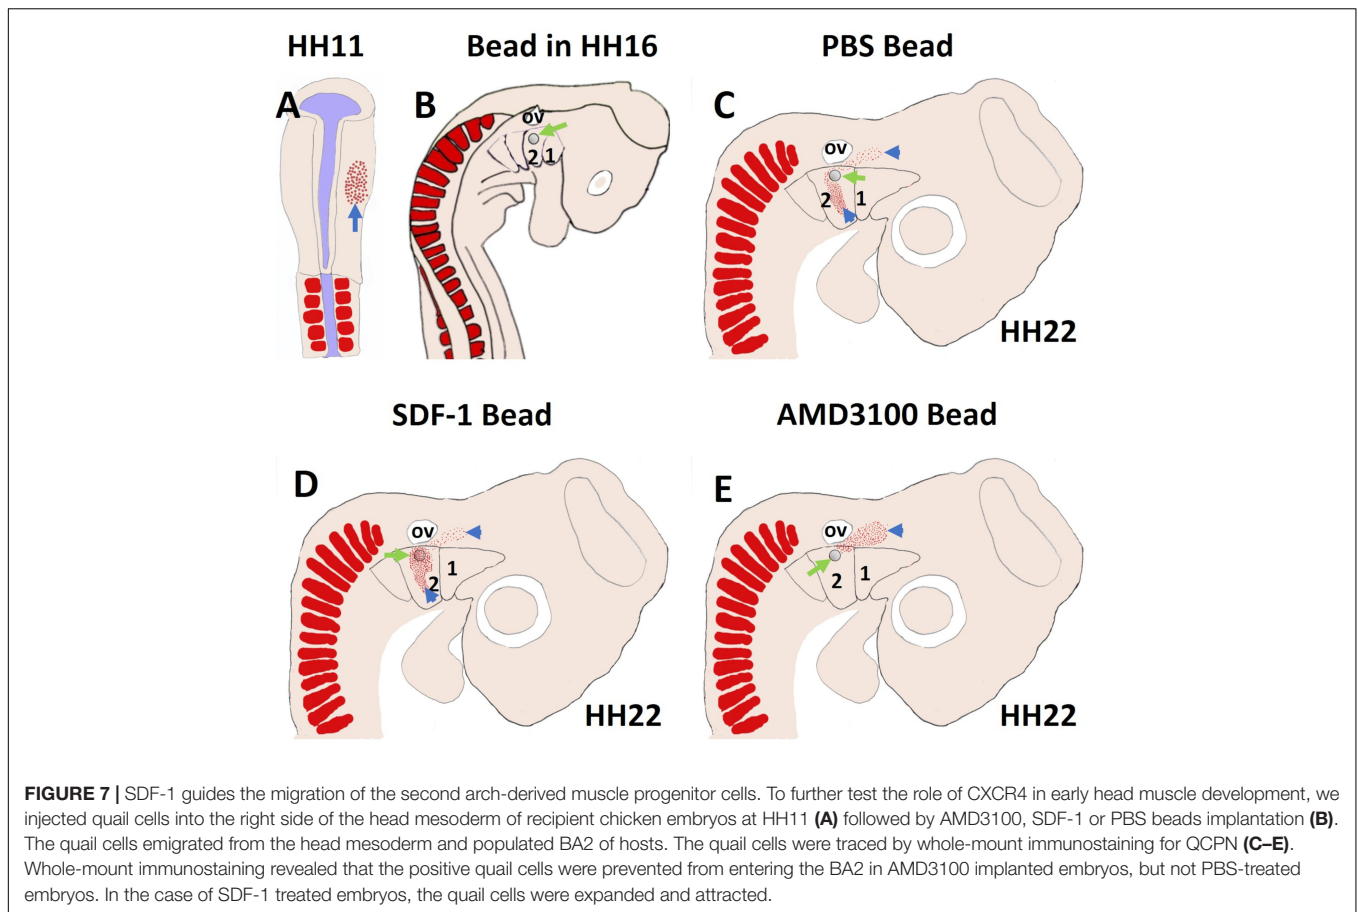 HH11
Bead in HH16
PBS Bead
A
B
ov
2 1
C
ov
2 1
HH22
SDF-1 Bead
AMD3100 Bead
D
ov
1
2
HH22
E
ov
2 1
HH22
FIGURE 7 | SDF-1 guides the migration of the second arch-derived muscle progenitor cells. To further test the role of CXCR4 in early head muscle development, we
injected quail cells into the right side of the head mesoderm of recipient chicken embryos at HH11 (A) followed by AMD3100, SDF-1 or PBS beads implantation (B).
The quail cells emigrated from the head mesoderm and populated BA2 of hosts. The quail cells were traced by whole-mount immunostaining for QCPN (C–E).
Whole-mount immunostaining revealed that the positive quail cells were prevented from entering the BA2 in AMD3100 implanted embryos, but not PBS-treated
embryos. In the case of SDF-1 treated embryos, the quail cells were expanded and attracted.